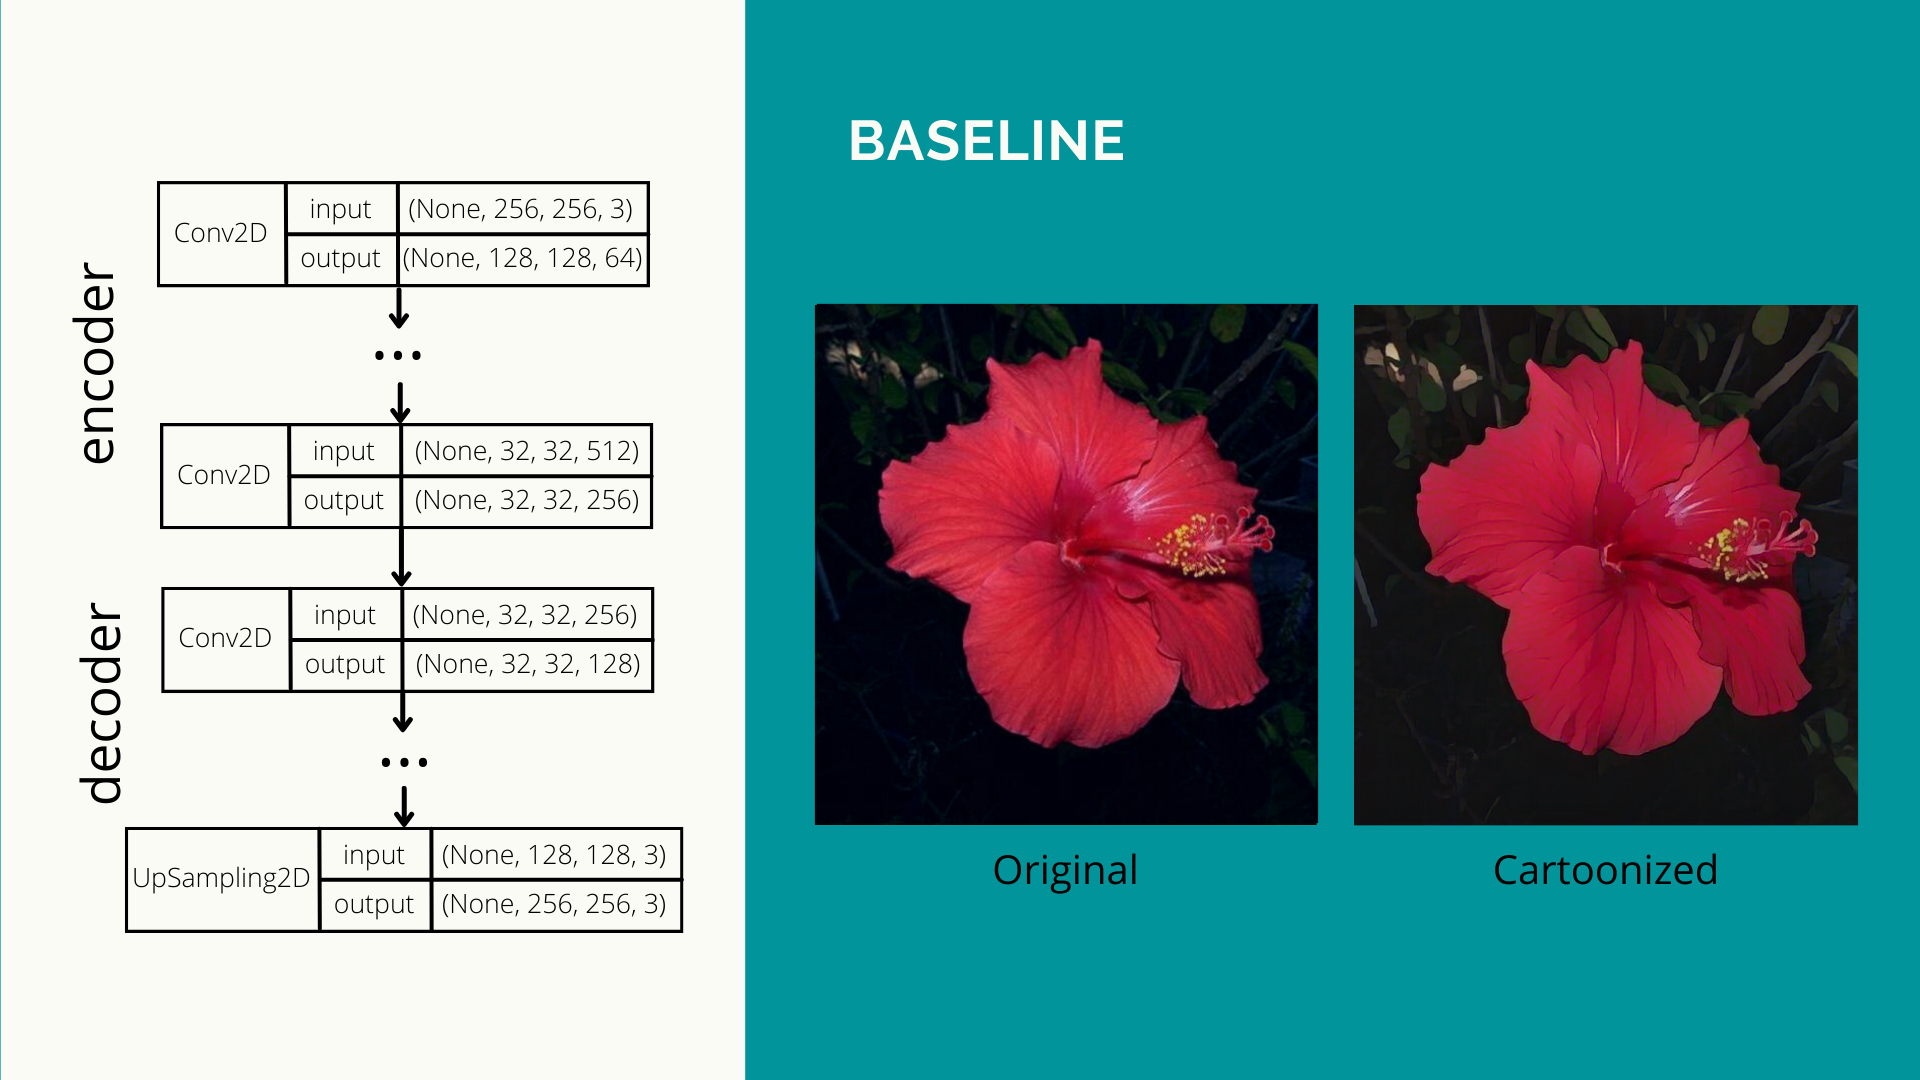 encoder
Conv2D
input
(None, 256, 256, 3)
output
(None, 128, 128, 64)
...
Conv2D
input
(None, 32, 32, 512)
output
(None, 32, 32, 256)
decoder
Conv2D
input
(None, 32, 32, 256)
output
(None, 32, 32, 128)
...
UpSampling2D
input
(None, 128, 128, 3)
output
(None, 256, 256, 3)
BASELINE
Original
Cartoonized